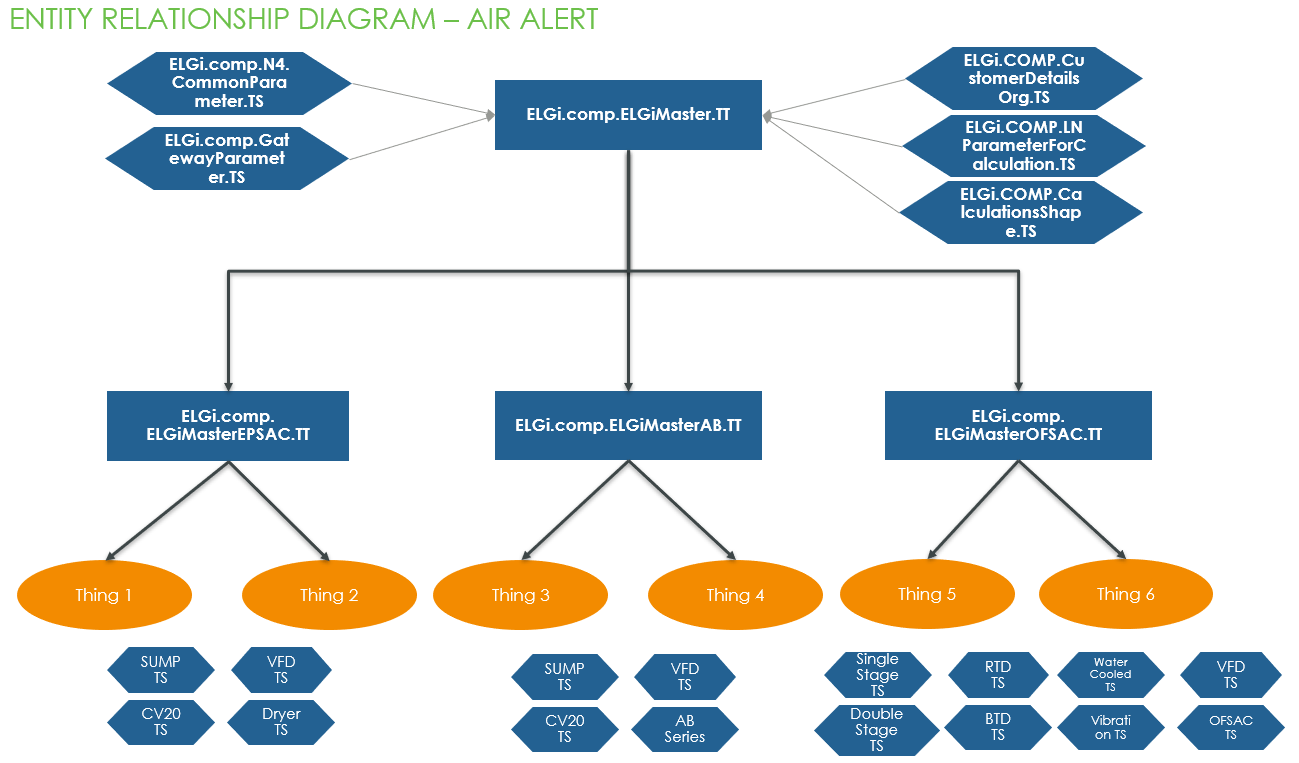 ENTITY RELATIONSHIP DIAGRAM – AIR ALERT
ELGi.comp.N4.
CommonPara
meter.TS
ELGi.comp.Gat
ewayParamet
er.TS
ELGi.comp.ELGiMaster.TT
ELGi.COMP.Cu
stomerDetails
Org.TS
ELGi.COMP.LN
ParameterForC
alculation.TS
ELGi.COMP.Ca
lculationsShap
e.TS
ELGi.comp.
ELGiMasterEPSAC.TT
ELGi.comp.ELGiMasterAB.TT
ELGi.comp.
ELGiMasterOFSAC.TT
Thing 1
Thing 2
Thing 3
Thing 4
Thing 5
Thing 6
SUMP
TS
VFD
TS
CV20
TS
Dryer
TS
SUMP
TS
VFD
TS
CV20
TS
AB
Series
Single
Stage
TS
RTD
TS
Water
Cooled
TS
VFD
TS
Double
Stage
TS
BTD
TS
Vibrati
on TS
OFSAC
TS